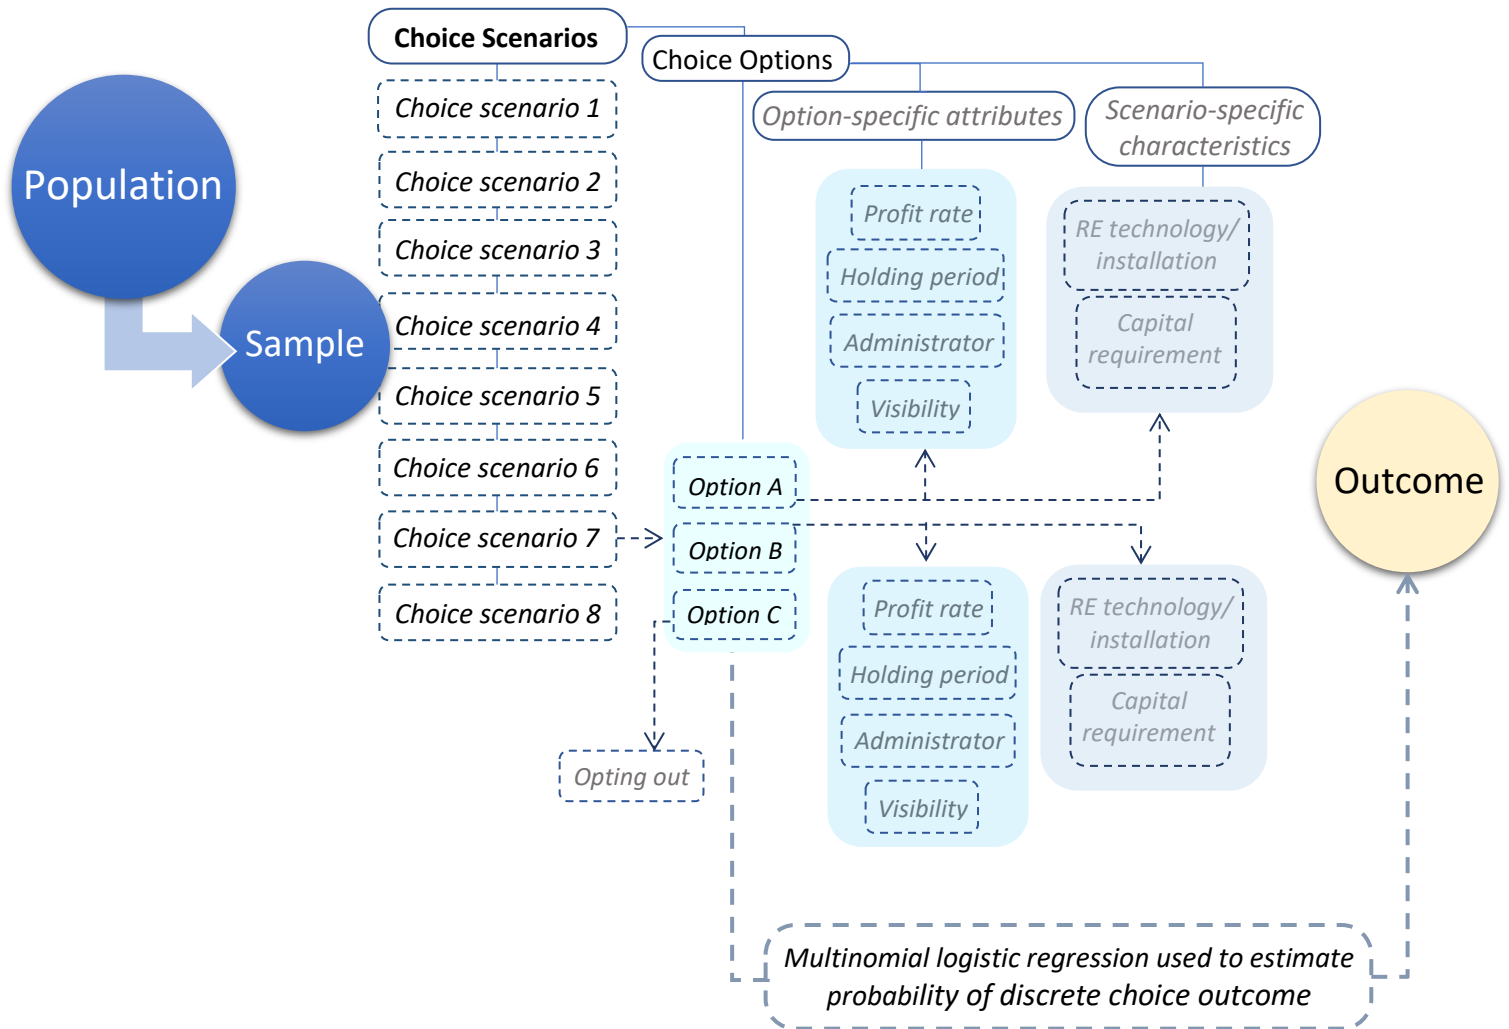 Population
Sample
Choice Scenarios
Choice scenario 1
Choice scenario 2
Choice scenario 3
Choice scenario 4
Choice scenario 5
Choice scenario 6
Choice scenario 7
Choice scenario 8
Choice Options
Option A
Option B
Option C
Opting out
Option-specific attributes
Profit rate
Holding period
Administrator
Visibility
Scenario-specific
characteristics
RE technology/
installation
Capital
requirement
Profit rate
Holding period
Administrator
Visibility
RE technology/
installation
Capital
requirement
Multinomial logistic regression used to estimate
probability of discrete choice outcome
Outcome